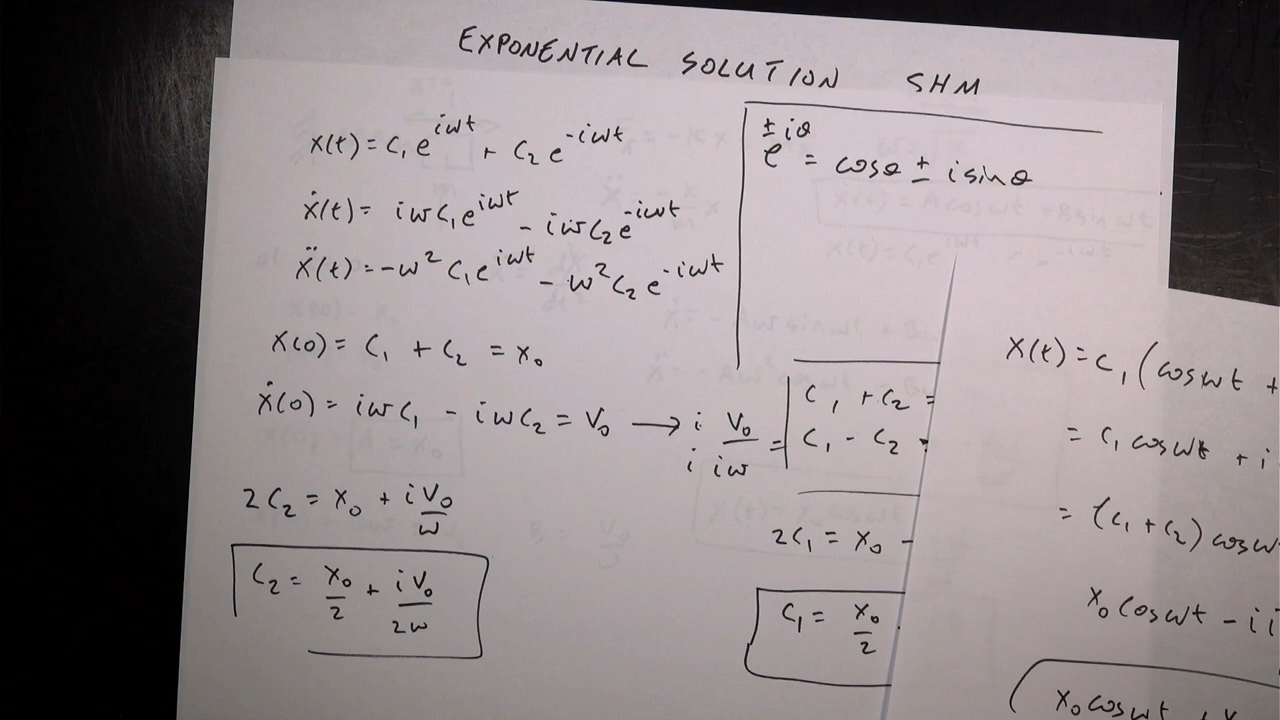 EXPONENTIAL SOLUTION SHM
x(t) = C₁e^{iωt} + C₂e^{-iωt}
ẋ(t) = iωC₁e^{iωt} - iωC₂e^{-iωt}
ẍ(t) = -ω²C₁e^{iωt} - ω²C₂e^{-iωt}
x(0) = C₁ + C₂ = x₀
ẋ(0) = iωC₁ - iωC₂ = V₀ → i/i V₀/iω =
2C₂ = x₀ + iV₀/ω
C₂ = x₀/2 + iV₀/2ω
e^{±iθ} = cosθ ± i sinθ
C₁ + C₂ =
C₁ - C₂
2C₁ = x₀ -
C₁ = x₀/2
x(t) = C₁(cosωt +
= C₁cosωt + i
= (C₁ + C₂)cosω
x₀cosωt - i
x₀cosωt